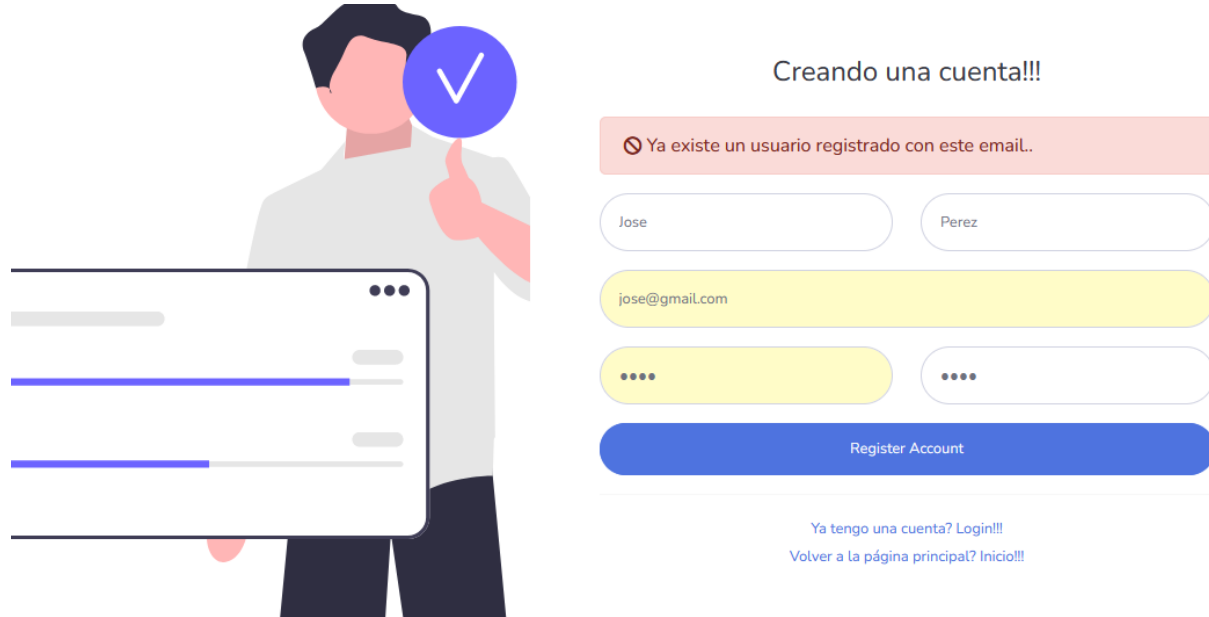 Creando una cuenta!!!
Ya existe un usuario registrado con este email..
Jose
Perez
jose@gmail.com
Register Account
Ya tengo una cuenta? Login!!!
Volver a la página principal? Inicio!!!